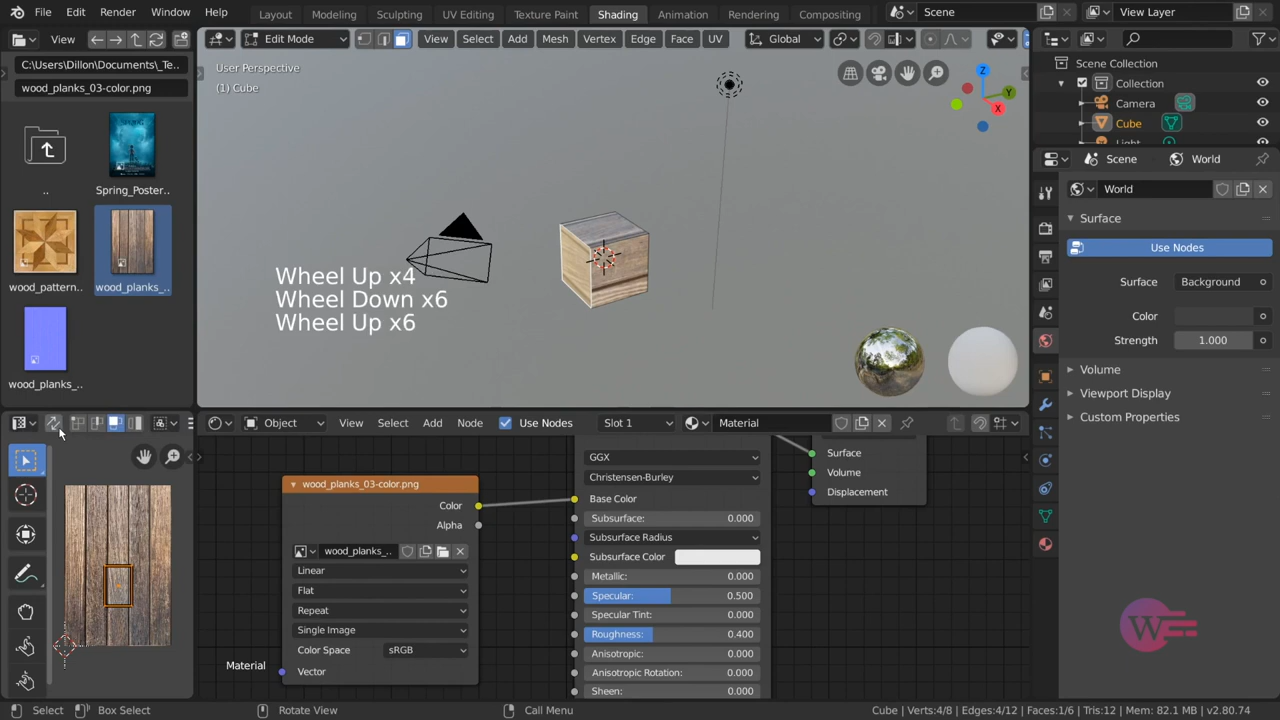 File Edit Render Window Help
Layout Modeling Sculpting UV Editing Texture Paint Shading Animation Rendering Compositing
Scene View Layer
View
C:\Users\Dillon\Documents\_Te..
wood_planks_03-color.png
..
Spring_Poster..
wood_pattern..
wood_planks_..
wood_planks_..
Edit Mode View Select Add Mesh Vertex Edge Face UV Global
User Perspective
(1) Cube
Wheel Up x4
Wheel Down x6
Wheel Up x6
X
Y
Z
Scene Collection
Collection
Camera
Cube
Light
Scene World
World
Surface
Use Nodes
Surface Background
Color
Strength 1.000
Volume
Viewport Display
Custom Properties
Object View Select Add Node Use Nodes Slot 1 Material
wood_planks_03-color.png
Color
Alpha
wood_planks_..
Linear
Flat
Repeat
Single Image
Color Space sRGB
Vector
Material
GGX
Christensen-Burley
Base Color
Subsurface: 0.000
Subsurface Radius
Subsurface Color
Metallic: 0.000
Specular: 0.500
Specular Tint: 0.000
Roughness: 0.400
Anisotropic: 0.000
Anisotropic Rotation: 0.000
Sheen: 0.000
Surface
Volume
Displacement
W
Select Box Select Rotate View Call Menu
Cube | Verts:4/8 | Edges:4/12 | Faces:1/6 | Tris:12 | Mem: 82.1 MB | v2.80.74